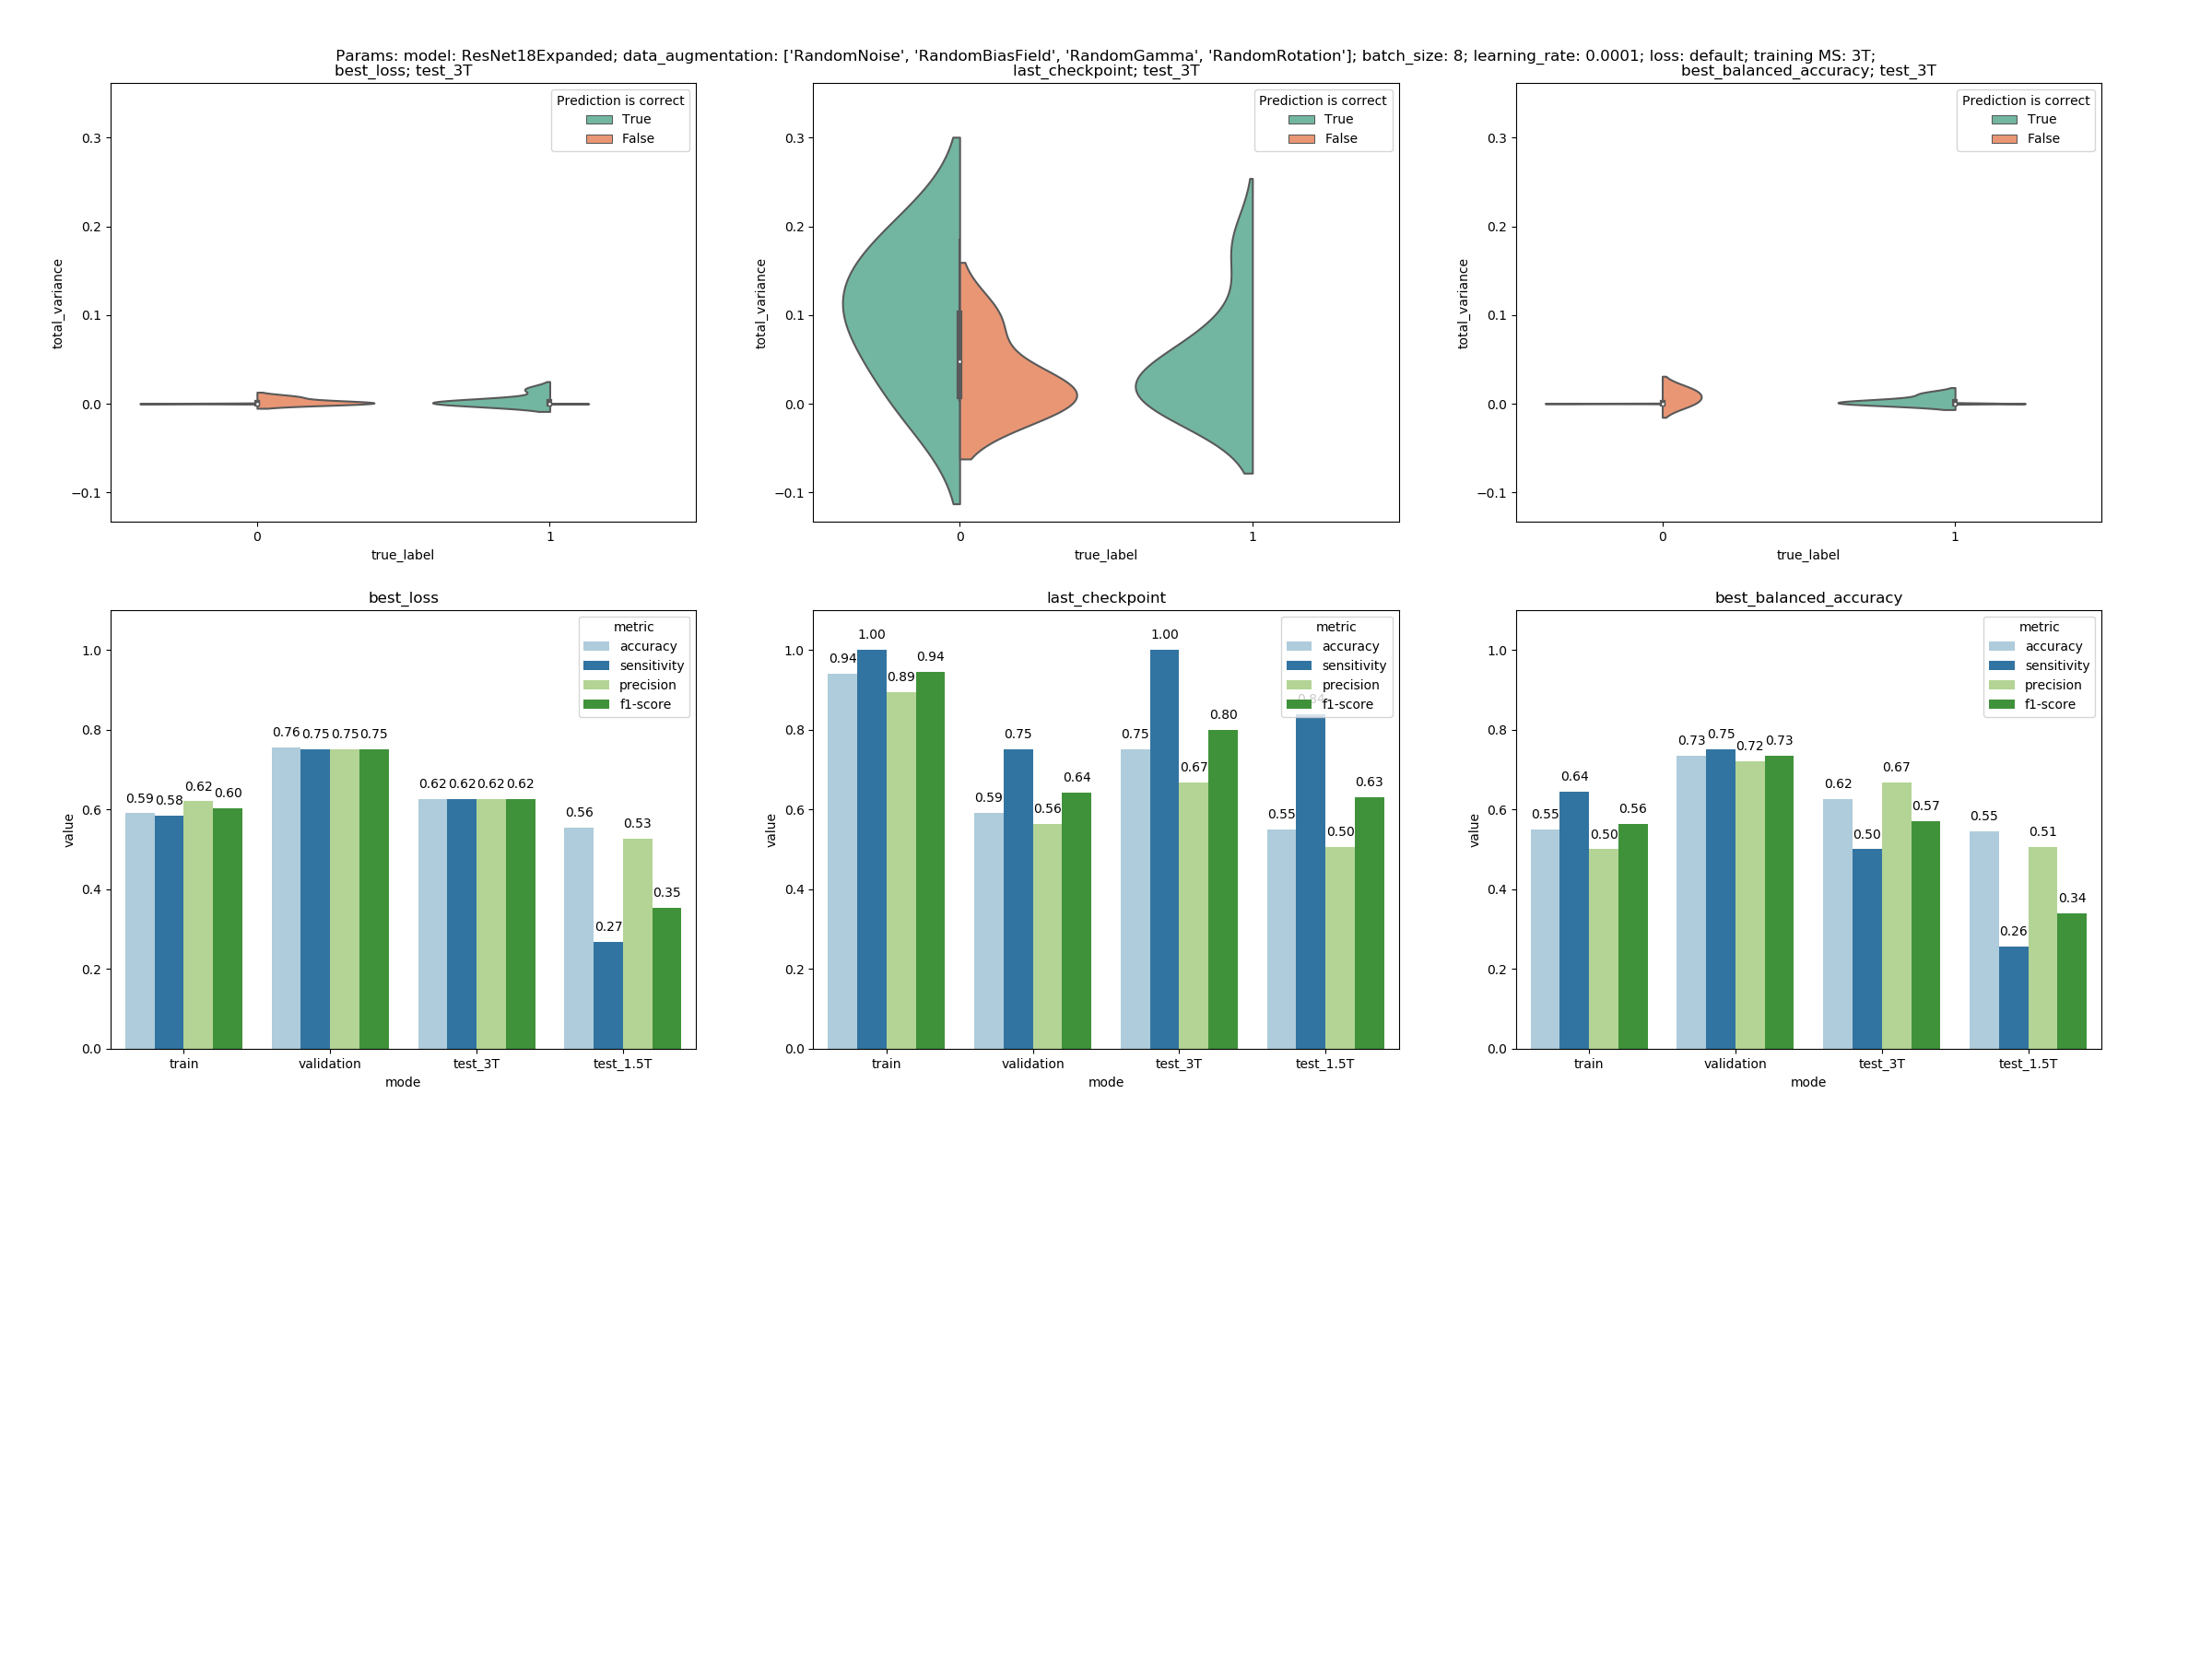 Params: model: ResNet18Expanded; data_augmentation: ['RandomNoise', 'RandomBiasField', 'RandomGamma', 'RandomRotation']; batch_size: 8; learning_rate: 0.0001; loss: default; training MS: 3T;
best_loss; test_3T
Prediction is correct
True
False
total_variance
0.3
0.2
0.1
0.0
−0.1
0 1
true_label
last_checkpoint; test_3T
Prediction is correct
True
False
total_variance
0.3
0.2
0.1
0.0
−0.1
0 1
true_label
best_balanced_accuracy; test_3T
Prediction is correct
True
False
total_variance
0.3
0.2
0.1
0.0
−0.1
0 1
true_label
best_loss
metric
accuracy
sensitivity
precision
f1-score
value
1.0
0.8
0.6
0.4
0.2
0.0
0.59 0.58 0.62 0.60
0.76 0.75 0.75 0.75
0.62 0.62 0.62 0.62
0.56 0.27 0.53 0.35
train validation test_3T test_1.5T
mode
last_checkpoint
metric
accuracy
sensitivity
precision
f1-score
value
1.0
0.8
0.6
0.4
0.2
0.0
0.94 1.00 0.89 0.94
0.59 0.75 0.56 0.64
0.75 1.00 0.67 0.80
0.55 0.84 0.50 0.63
train validation test_3T test_1.5T
mode
best_balanced_accuracy
metric
accuracy
sensitivity
precision
f1-score
value
1.0
0.8
0.6
0.4
0.2
0.0
0.55 0.64 0.50 0.56
0.73 0.75 0.72 0.73
0.62 0.50 0.67 0.57
0.55 0.26 0.51 0.34
train validation test_3T test_1.5T
mode